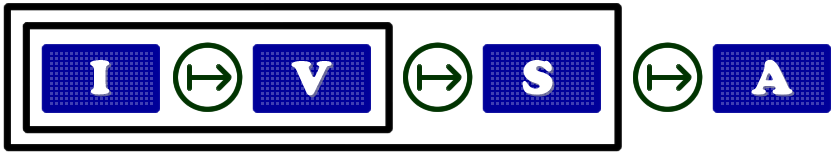 I ↦ V ↦ S ↦ A